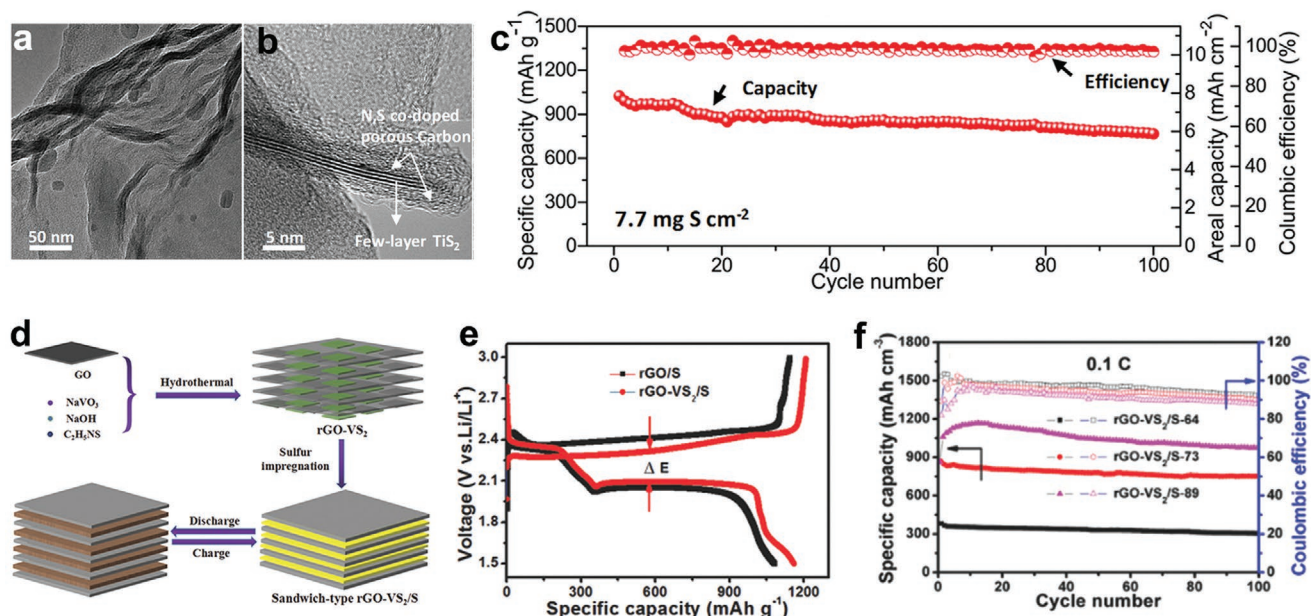 a
50 nm
b
N,S co-doped
porous Carbon
Few-layer TiS₂
5 nm
c
Specific capacity (mAh g⁻¹)
1500
1350
1200
900
600
300
0
Capacity
Efficiency
7.7 mg S cm⁻²
0 20 40 60 80 100
Cycle number
10
8
6
4
2
0
Areal capacity (mAh cm⁻²)
100
80
60
40
20
0
Columbic efficiency (%)
d
GO
NaVO₃
NaOH
C₂H₅NS
Hydrothermal
rGO-VS₂
Sulfur
impregnation
Discharge
Charge
Sandwich-type rGO-VS₂/S
e
Voltage (V vs.Li/Li⁺)
3.0
2.7
2.4
2.1
1.8
1.5
rGO/S
rGO-VS₂/S
Δ E
0 300 600 900 1200
Specific capacity (mAh g⁻¹)
f
Specific capacity (mAh cm⁻³)
1800
1500
1200
900
600
300
0
0.1 C
rGO-VS₂/S-64
rGO-VS₂/S-73
rGO-VS₂/S-89
0 20 40 60 80 100
Cycle number
120
100
80
60
40
20
0
Coulombic efficiency (%)